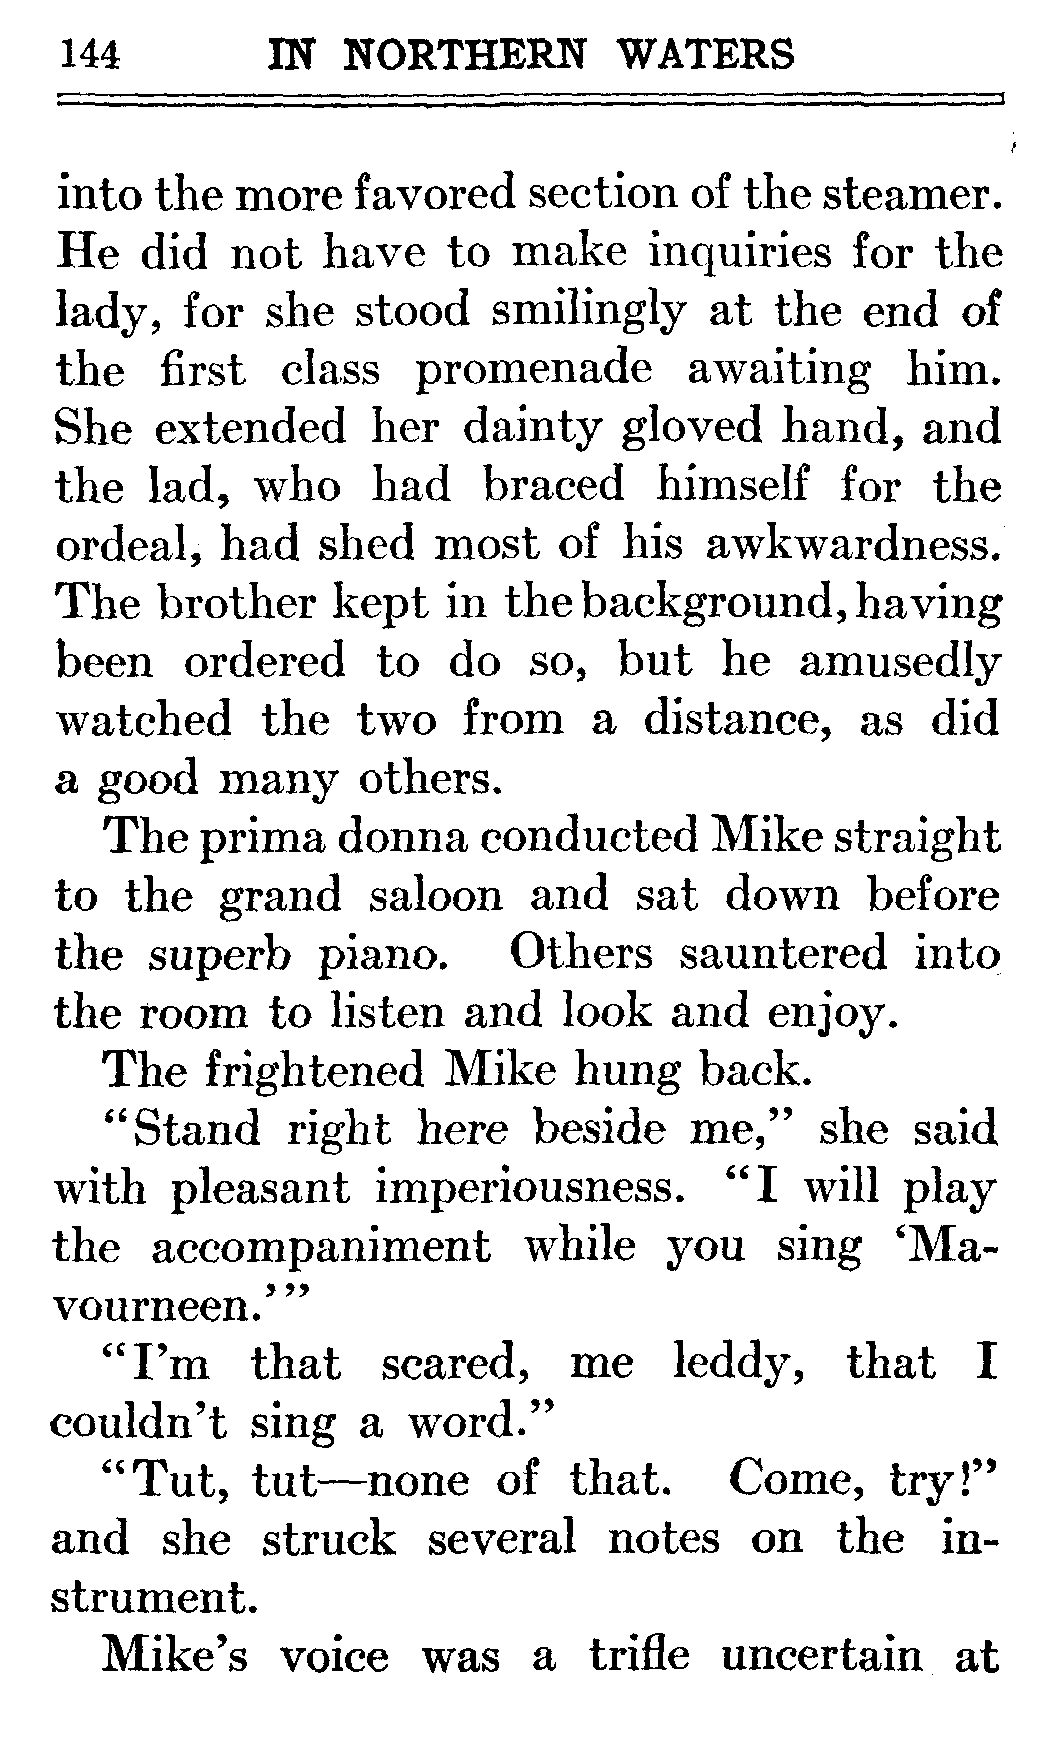 144 IN NORTHERN WATERS
into the more favored section of the steamer.
He did not have to make inquiries for the
lady, for she stood smilingly at the end of
the first class promenade awaiting him.
She extended her dainty gloved hand, and
the lad, who had braced himself for the
ordeal, had shed most of his awkwardness.
The brother kept in the background, having
been ordered to do so, but he amusedly
watched the two from a distance, as did
a good many others.
The prima donna conducted Mike straight
to the grand saloon and sat down before
the superb piano. Others sauntered into
the room to listen and look and enjoy.
The frightened Mike hung back.
“Stand right here beside me,” she said
with pleasant imperiousness. “I will play
the accompaniment while you sing ‘Ma-
vourneen.’”
“I’m that scared, me leddy, that I
couldn’t sing a word.”
“Tut, tut—none of that. Come, try!”
and she struck several notes on the in-
strument.
Mike’s voice was a trifle uncertain at